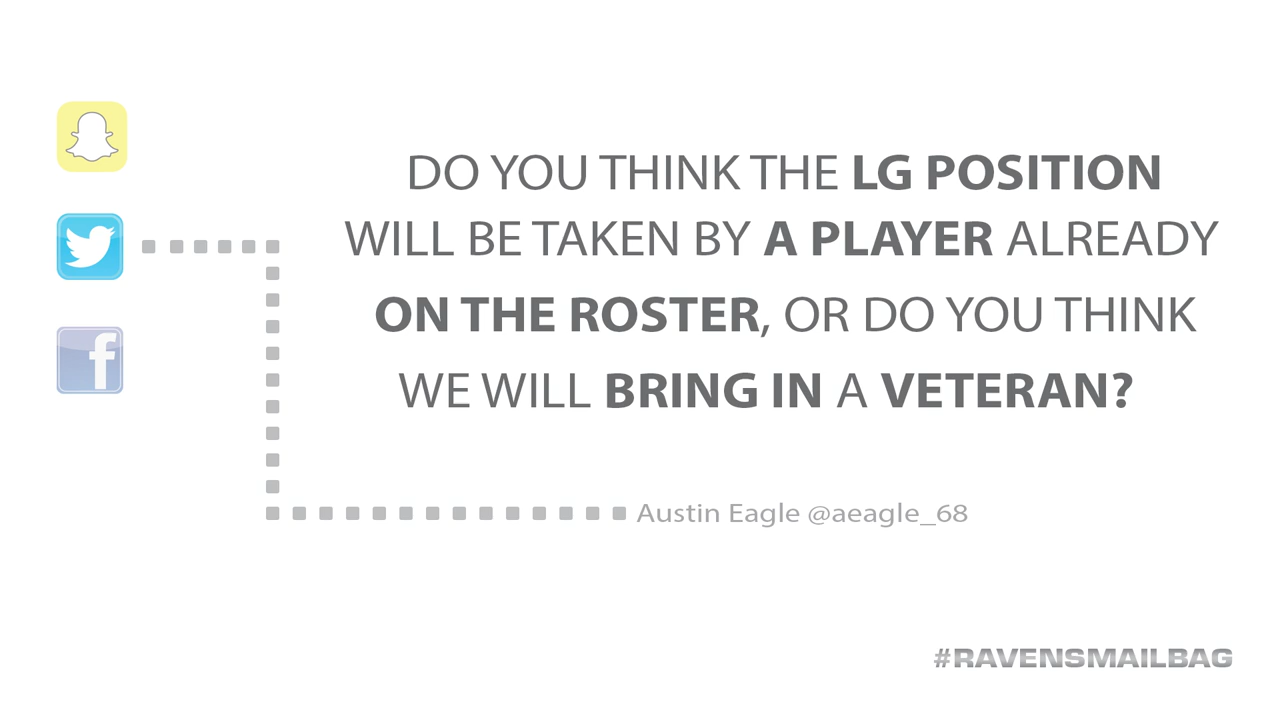 DO YOU THINK THE LG POSITION
WILL BE TAKEN BY A PLAYER ALREADY
ON THE ROSTER, OR DO YOU THINK
WE WILL BRING IN A VETERAN?
Austin Eagle @aeagle_68
#RAVENSMAILBAG